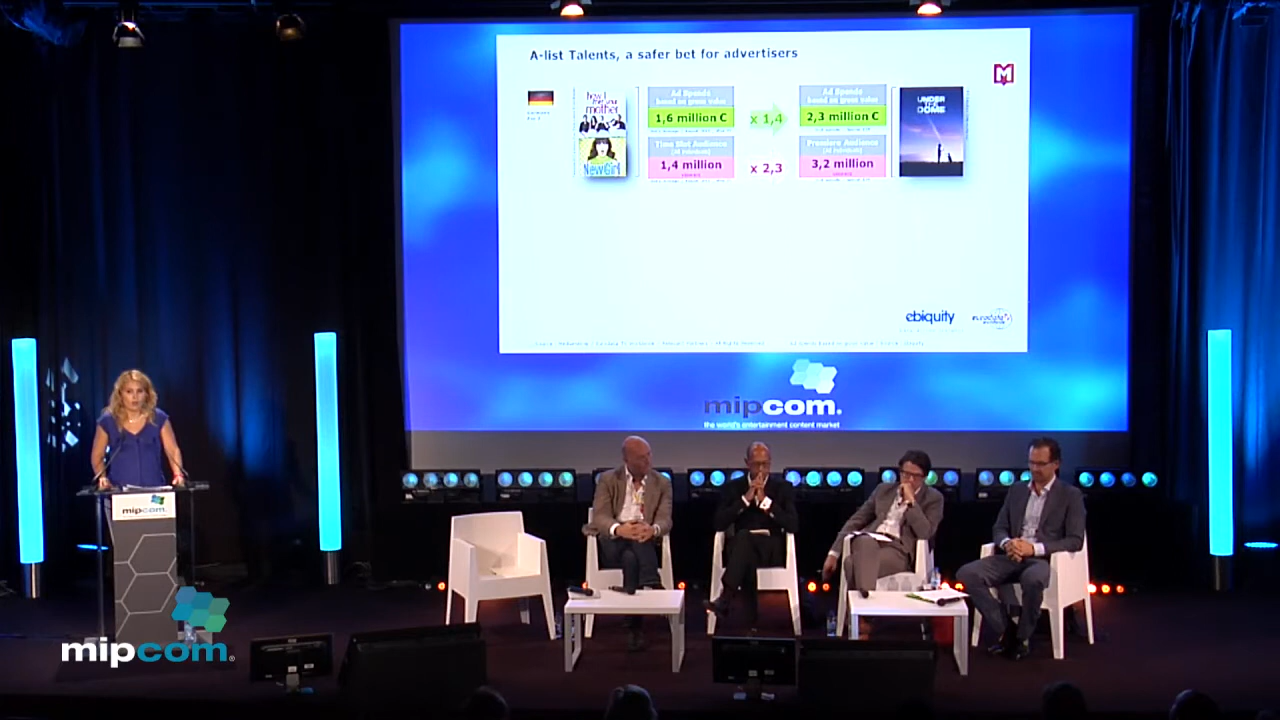 A-list Talents, a safer bet for advertisers
M
how i
met your
mother
New Girl
Ad Spends
based on gross value
1,6 million €
Time Slot Audience
1,4 million
x 1,4
x 2,3
Ad Spends
based on gross value
2,3 million €
Premiere Audience
3,2 million
UNDER
THE
DOME
ebiquity
mipcom.
the world's entertainment content market
mipcom.
mipcom.